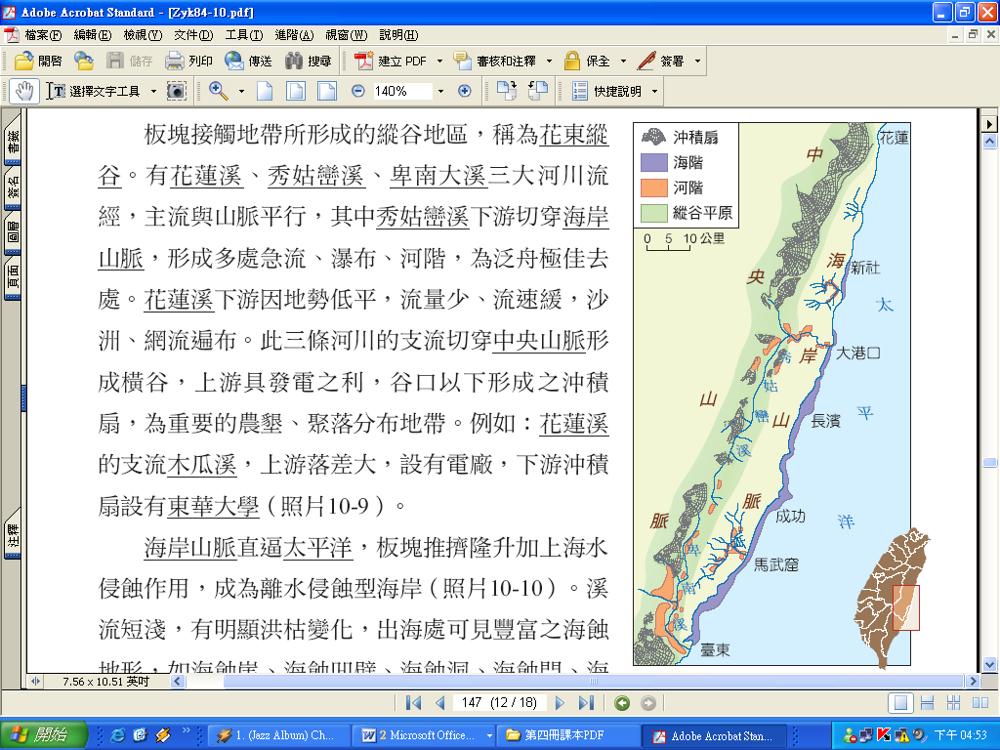 Adobe Acrobat Standard - [Zyk84-10.pdf]
檔案(F) 編輯(E) 檢視(V) 文件(D) 工具(T) 進階(A) 視窗(W) 說明(H)
開啟 儲存 列印 傳送 搜尋 建立 PDF 審核和註釋 保全 簽署
選擇文字工具 140% 快捷說明
書籤
簽名
圖層
頁面
註釋
板塊接觸地帶所形成的縱谷地區，稱為花東縱
谷。有花蓮溪、秀姑巒溪、卑南大溪三大河川流
經，主流與山脈平行，其中秀姑巒溪下游切穿海岸
山脈，形成多處急流、瀑布、河階，為泛舟極佳去
處。花蓮溪下游因地勢低平，流量少、流速緩，沙
洲、網流遍布。此三條河川的支流切穿中央山脈形
成橫谷，上游具發電之利，谷口以下形成之沖積
扇，為重要的農墾、聚落分布地帶。例如：花蓮溪
的支流木瓜溪，上游落差大，設有電廠，下游沖積
扇設有東華大學（照片10-9）。
海岸山脈直逼太平洋，板塊推擠隆升加上海水
侵蝕作用，成為離水侵蝕型海岸（照片10-10）。溪
流短淺，有明顯洪枯變化，出海處可見豐富之海蝕
地形，如海蝕崖、海蝕凹壁、海蝕洞、海蝕門、海
沖積扇
海階
河階
縱谷平原
0 5 10 公里
中央山脈
海岸山脈
秀姑巒溪
卑南溪
太平洋
花蓮
新社
大港口
長濱
成功
馬武窟
臺東
7.56 x 10.51 英吋
147 (12 / 18)
開始
1. (Jazz Album) Ch...
2 Microsoft Office...
第四冊課本PDF
Adobe Acrobat Stan...
下午 04:53